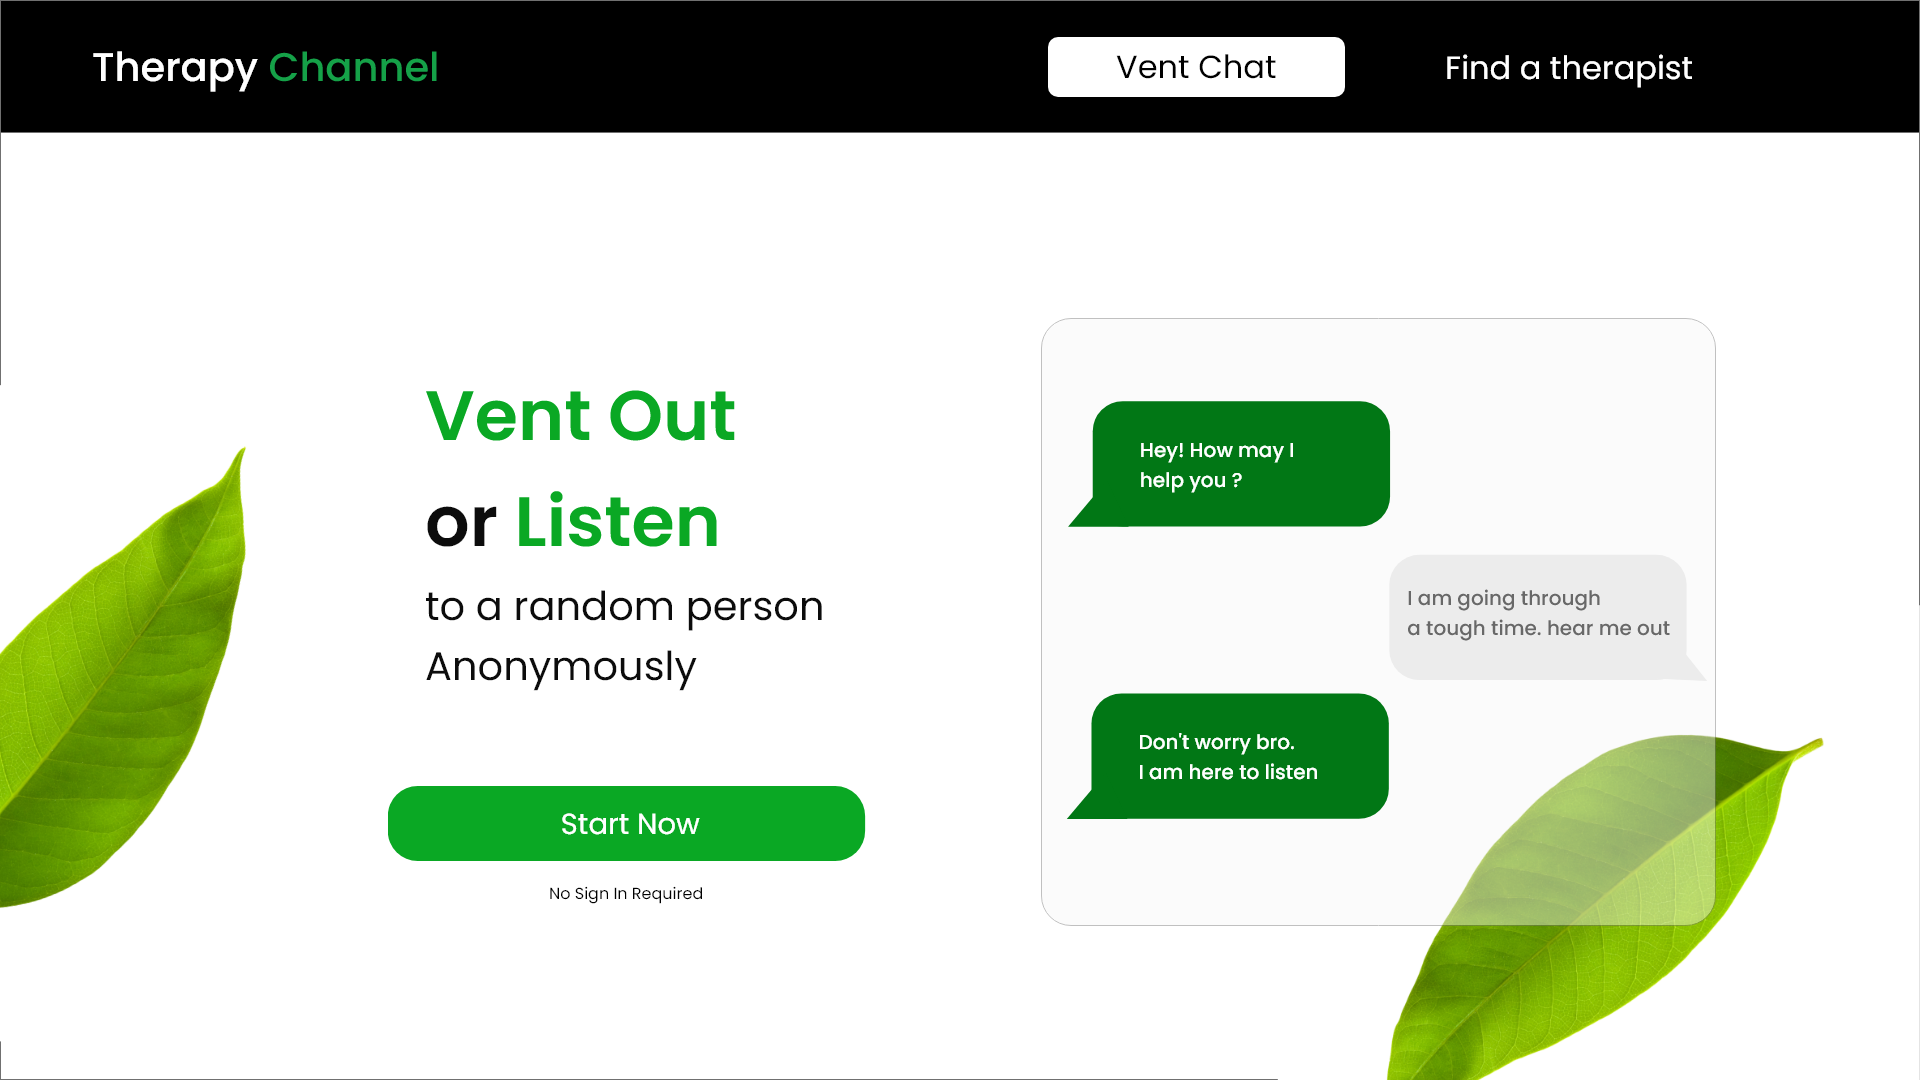 Therapy Channel
Vent Chat
Find a therapist
Vent Out
or Listen
to a random person
Anonymously
Start Now
No Sign In Required
Hey! How may I
help you ?
I am going through
a tough time. hear me out
Don't worry bro.
I am here to listen